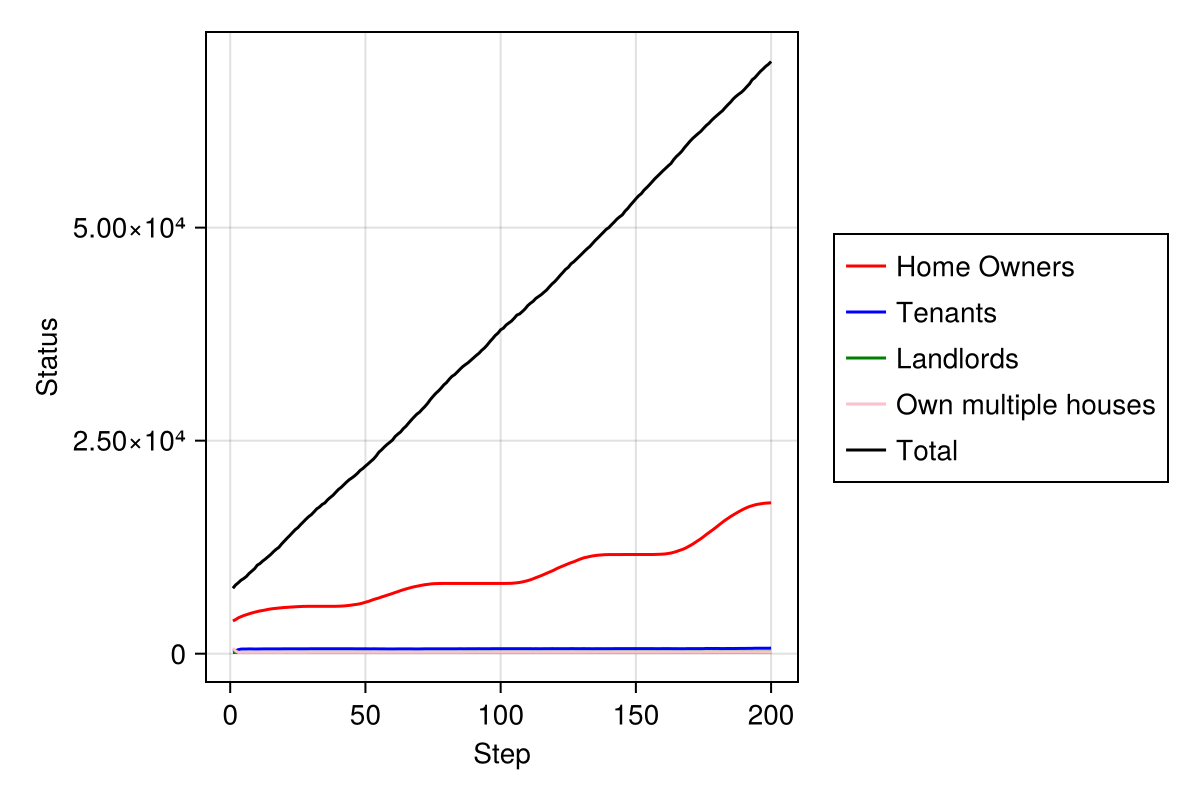 5.00×10⁴
2.50×10⁴
0
Status
0 50 100 150 200
Step
Home Owners
Tenants
Landlords
Own multiple houses
Total